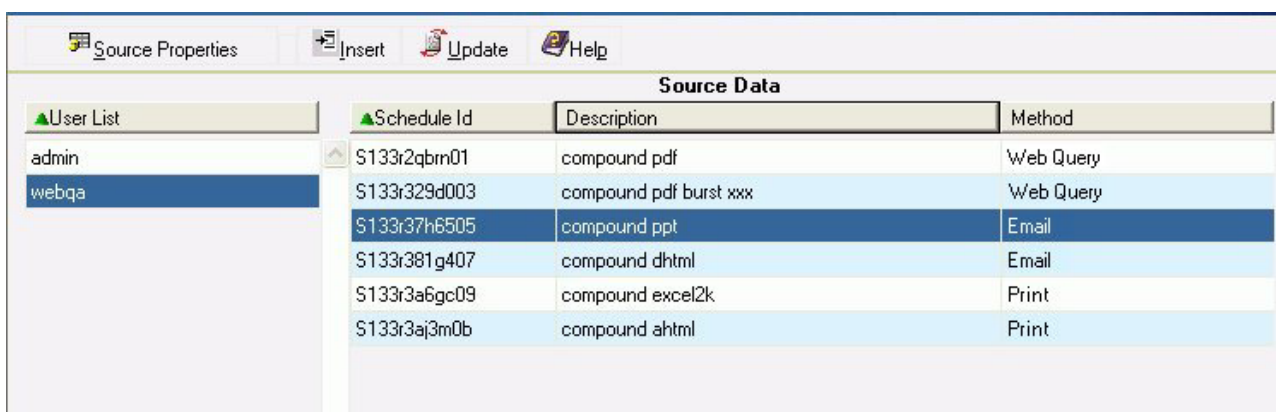 Source Properties Insert Update Help
Source Data
User List Schedule Id Description Method
admin S133r2qbrn01 compound pdf Web Query
webqa S133r329d003 compound pdf burst xxx Web Query
S133r37h6505 compound ppt Email
S133r381g407 compound dhtml Email
S133r3a6gc09 compound excel2k Print
S133r3aj3m0b compound ahtml Print